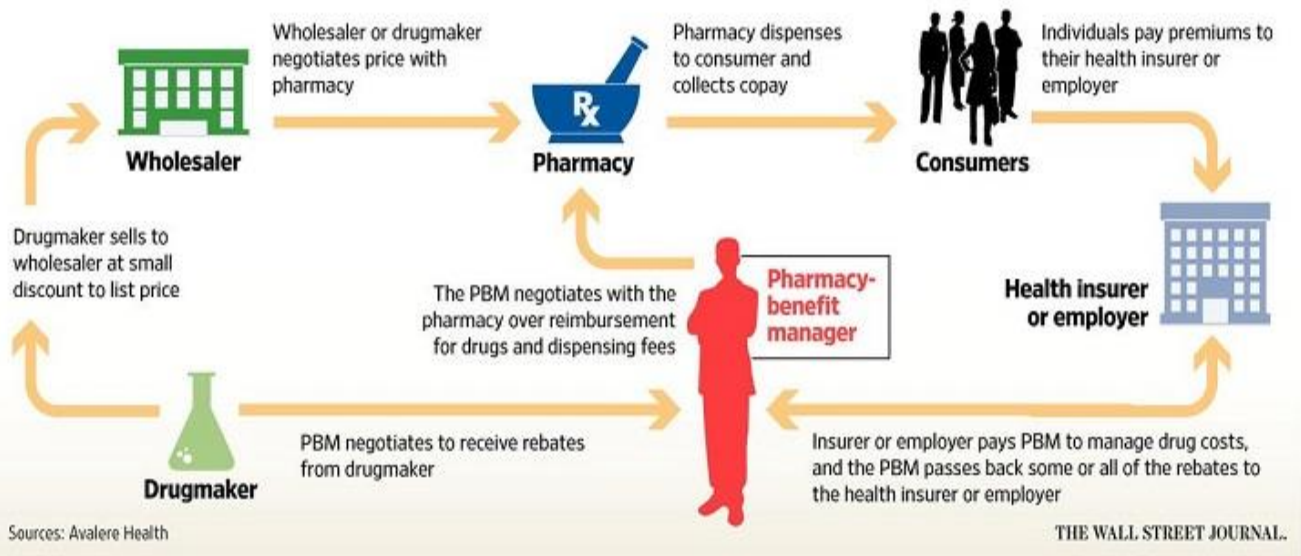 Wholesaler or drugmaker
negotiates price with
pharmacy
Pharmacy dispenses
to consumer and
collects copay
Individuals pay premiums to
their health insurer or
employer
Wholesaler
Rx
Pharmacy
Consumers
Drugmaker sells to
wholesaler at small
discount to list price
The PBM negotiates with the
pharmacy over reimbursement
for drugs and dispensing fees
Pharmacy-
benefit
manager
Health insurer
or employer
PBM negotiates to receive rebates
from drugmaker
Insurer or employer pays PBM to manage drug costs,
and the PBM passes back some or all of the rebates to
the health insurer or employer
Drugmaker
Sources: Avalere Health
THE WALL STREET JOURNAL.